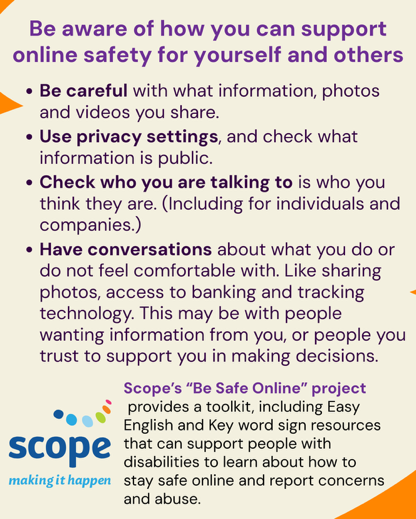 Be aware of how you can support
online safety for yourself and others
• Be careful with what information, photos
and videos you share.
• Use privacy settings, and check what
information is public.
• Check who you are talking to is who you
think they are. (Including for individuals and
companies.)
• Have conversations about what you do or
do not feel comfortable with. Like sharing
photos, access to banking and tracking
technology. This may be with people
wanting information from you, or people you
trust to support you in making decisions.
scope
making it happen
Scope's “Be Safe Online” project
provides a toolkit, including Easy
English and Key word sign resources
that can support people with
disabilities to learn about how to
stay safe online and report concerns
and abuse.